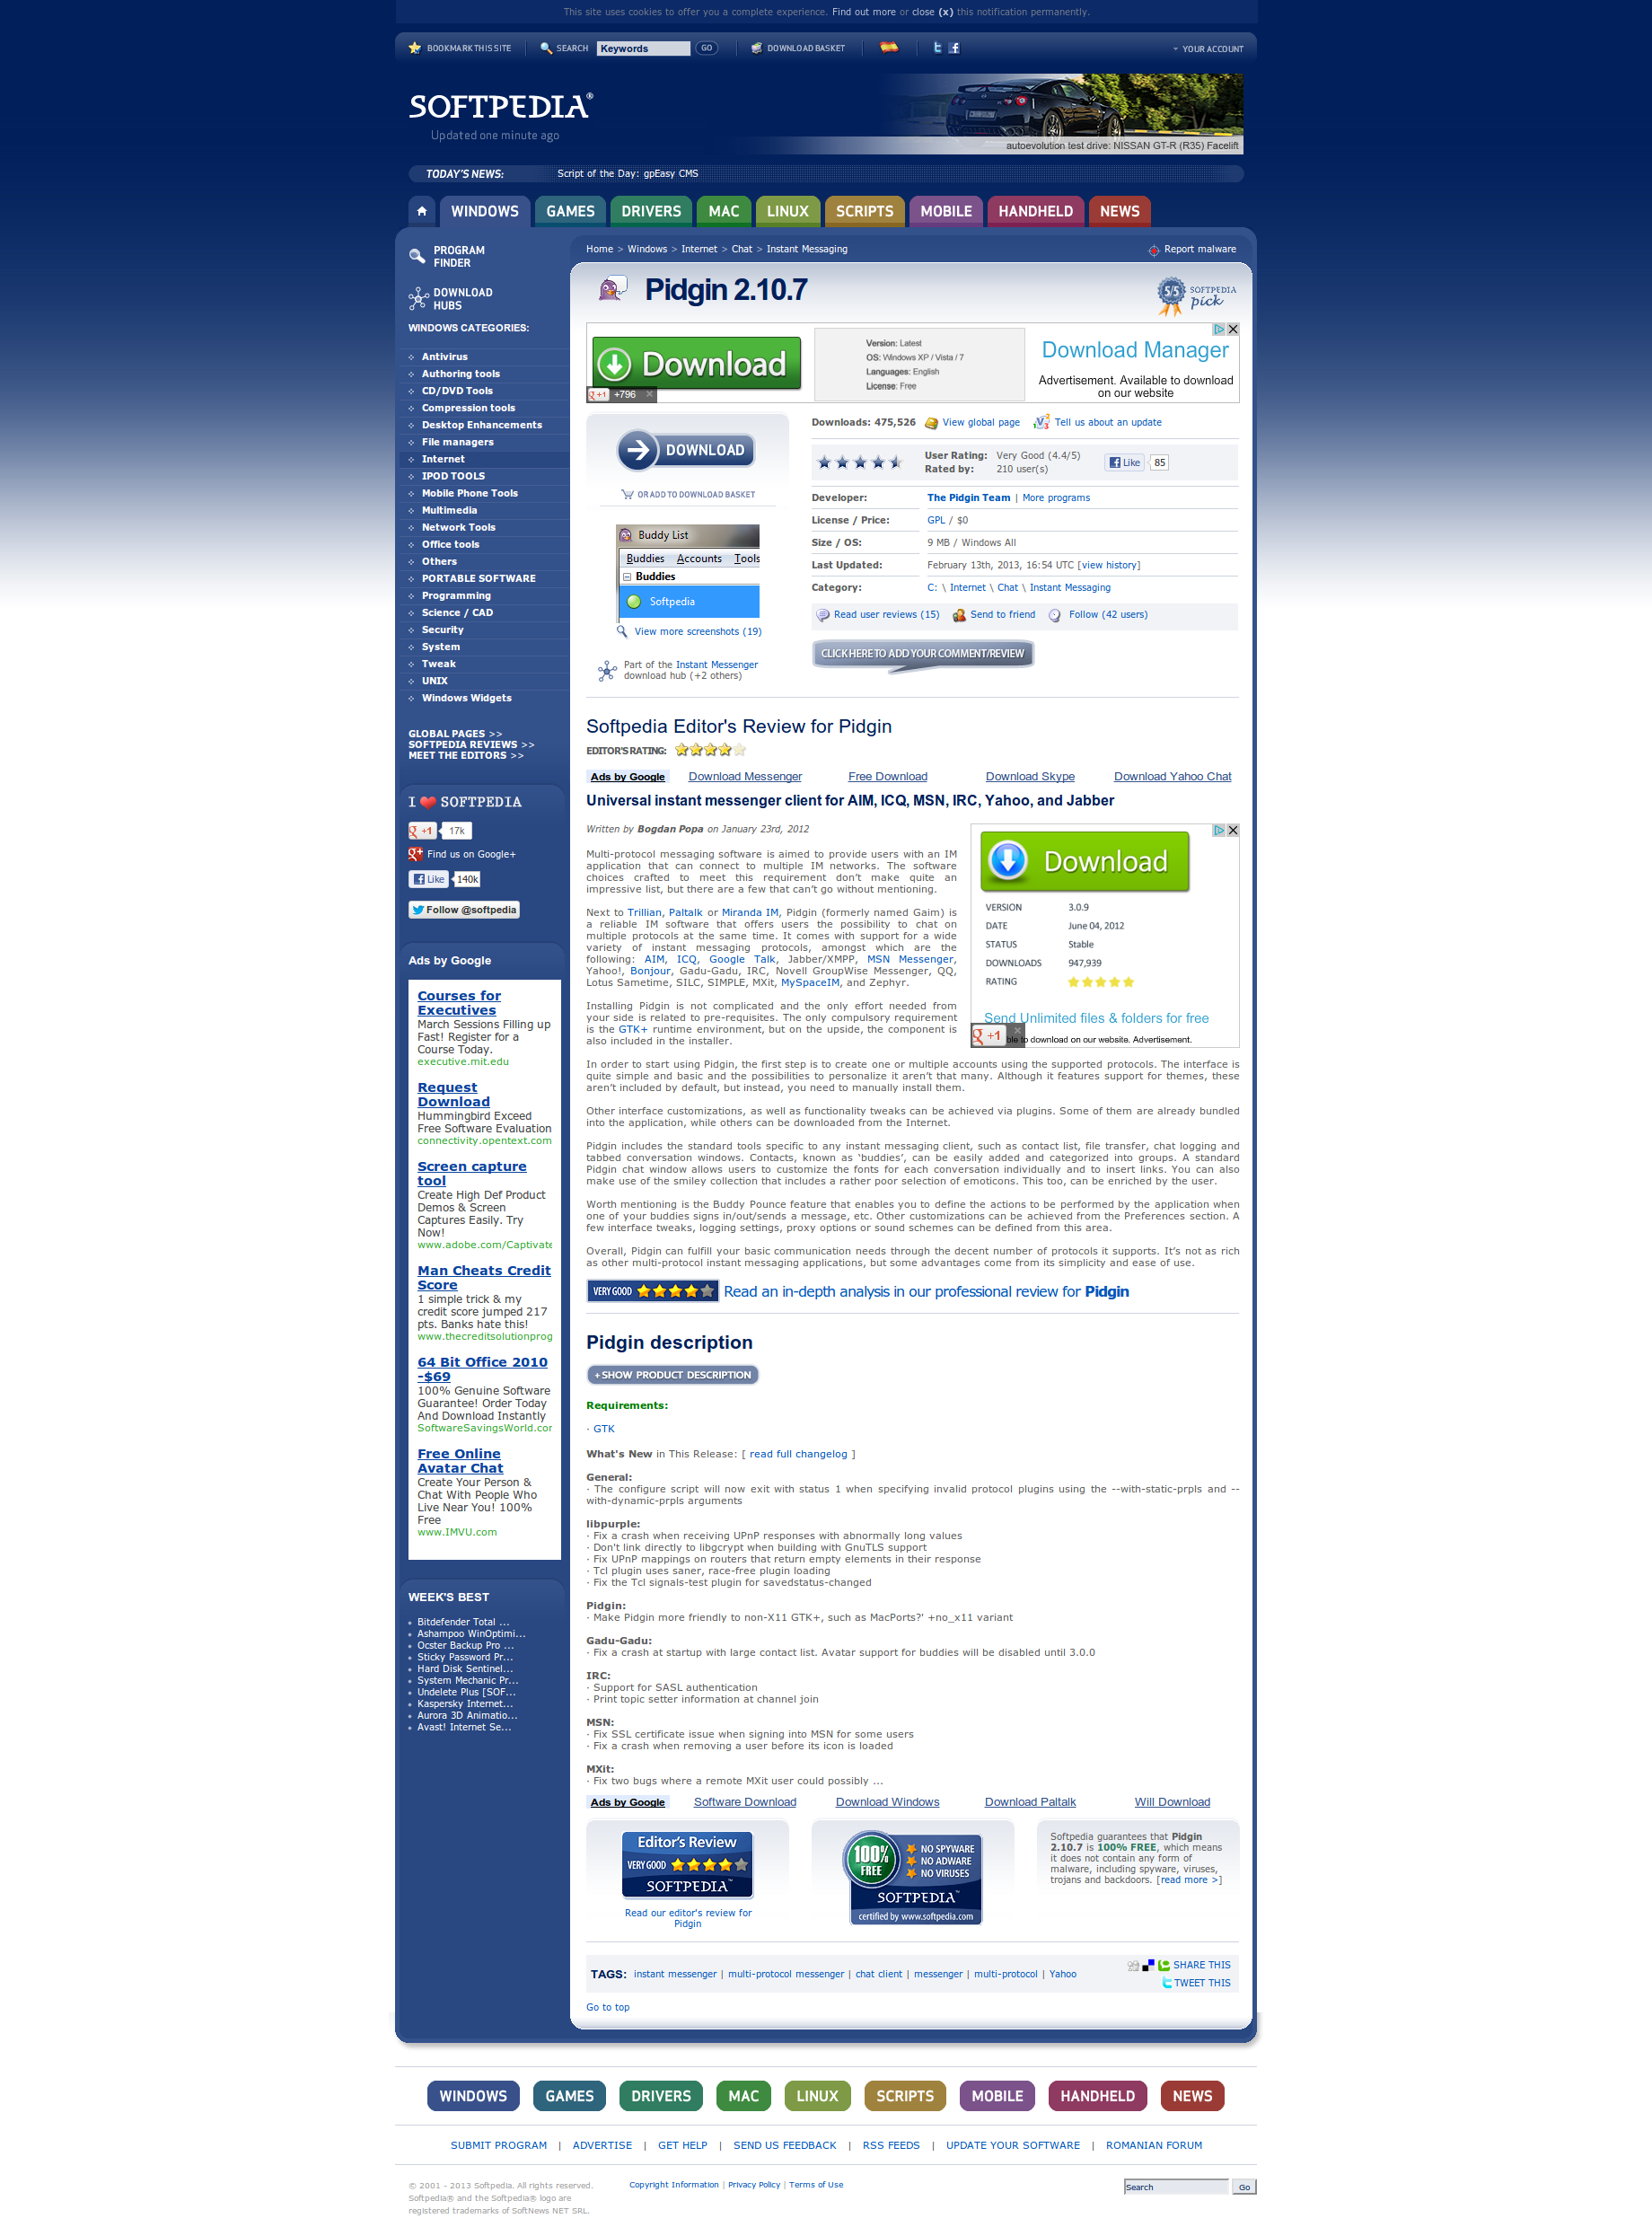 This site uses cookies to offer you a complete experience. Find out more or close (x) this notification permanently.
BOOKMARK THIS SITE
SEARCH
Keywords
GO
DOWNLOAD BASKET
YOUR ACCOUNT
SOFTPEDIA®
Updated one minute ago
autoevolution test drive: NISSAN GT-R (R35) Facelift
TODAY'S NEWS:
Script of the Day: gpEasy CMS
WINDOWS
GAMES
DRIVERS
MAC
LINUX
SCRIPTS
MOBILE
HANDHELD
NEWS
PROGRAM
FINDER
DOWNLOAD
HUBS
WINDOWS CATEGORIES:
Antivirus
Authoring tools
CD/DVD Tools
Compression tools
Desktop Enhancements
File managers
Internet
IPOD TOOLS
Mobile Phone Tools
Multimedia
Network Tools
Office tools
Others
PORTABLE SOFTWARE
Programming
Science / CAD
Security
System
Tweak
UNIX
Windows Widgets
GLOBAL PAGES >>
SOFTPEDIA REVIEWS >>
MEET THE EDITORS >>
I SOFTPEDIA
g +1 17k
Find us on Google+
Like 140k
Follow @softpedia
Ads by Google
Courses for
Executives
March Sessions Filling up
Fast! Register for a
Course Today.
executive.mit.edu
Request
Download
Hummingbird Exceed
Free Software Evaluation
connectivity.opentext.com
Screen capture
tool
Create High Def Product
Demos & Screen
Captures Easily. Try
Now!
www.adobe.com/Captivate
Man Cheats Credit
Score
1 simple trick & my
credit score jumped 217
pts. Banks hate this!
www.thecreditsolutionprog
64 Bit Office 2010
-$69
100% Genuine Software
Guarantee! Order Today
And Download Instantly
SoftwareSavingsWorld.cor
Free Online
Avatar Chat
Create Your Person &
Chat With People Who
Live Near You! 100%
Free
www.IMVU.com
WEEK'S BEST
Bitdefender Total ...
Ashampoo WinOptimi...
Ocster Backup Pro ...
Sticky Password Pr...
Hard Disk Sentinel...
System Mechanic Pr...
Undelete Plus [SOF...
Kaspersky Internet...
Aurora 3D Animatio...
Avast! Internet Se...
Home > Windows > Internet > Chat > Instant Messaging
Report malware
Pidgin 2.10.7
5/5 SOFTPEDIA
pick
Download
g +1 +796
Version: Latest
OS: Windows XP / Vista / 7
Languages: English
License: Free
Download Manager
Advertisement. Available to download
on our website
DOWNLOAD
OR ADD TO DOWNLOAD BASKET
Buddy List
Buddies Accounts Tools
Buddies
Softpedia
View more screenshots (19)
Part of the Instant Messenger
download hub (+2 others)
Downloads: 475,526 View global page Tell us about an update
User Rating: Very Good (4.4/5)
Rated by: 210 user(s)
Like 85
Developer: The Pidgin Team | More programs
License / Price: GPL / $0
Size / OS: 9 MB / Windows All
Last Updated: February 13th, 2013, 16:54 UTC [view history]
Category: C: \ Internet \ Chat \ Instant Messaging
Read user reviews (15) Send to friend Follow (42 users)
CLICK HERE TO ADD YOUR COMMENT/REVIEW
Softpedia Editor's Review for Pidgin
EDITOR'S RATING:
Ads by Google Download Messenger Free Download Download Skype Download Yahoo Chat
Universal instant messenger client for AIM, ICQ, MSN, IRC, Yahoo, and Jabber
Written by Bogdan Popa on January 23rd, 2012
Multi-protocol messaging software is aimed to provide users with an IM
application that can connect to multiple IM networks. The software
choices crafted to meet this requirement don't make quite an
impressive list, but there are a few that can't go without mentioning.
Next to Trillian, Paltalk or Miranda IM, Pidgin (formerly named Gaim) is
a reliable IM software that offers users the possibility to chat on
multiple protocols at the same time. It comes with support for a wide
variety of instant messaging protocols, amongst which are the
following: AIM, ICQ, Google Talk, Jabber/XMPP, MSN Messenger,
Yahoo!, Bonjour, Gadu-Gadu, IRC, Novell GroupWise Messenger, QQ,
Lotus Sametime, SILC, SIMPLE, MXit, MySpaceIM, and Zephyr.
Installing Pidgin is not complicated and the only effort needed from
your side is related to pre-requisites. The only compulsory requirement
is the GTK+ runtime environment, but on the upside, the component is
also included in the installer.
Download
VERSION 3.0.9
DATE June 04, 2012
STATUS Stable
DOWNLOADS 947,939
RATING
Send Unlimited files & folders for free
g +1 ble to download on our website. Advertisement.
In order to start using Pidgin, the first step is to create one or multiple accounts using the supported protocols. The interface is
quite simple and basic and the possibilities to personalize it aren't that many. Although it features support for themes, these
aren't included by default, but instead, you need to manually install them.
Other interface customizations, as well as functionality tweaks can be achieved via plugins. Some of them are already bundled
into the application, while others can be downloaded from the Internet.
Pidgin includes the standard tools specific to any instant messaging client, such as contact list, file transfer, chat logging and
tabbed conversation windows. Contacts, known as 'buddies', can be easily added and categorized into groups. A standard
Pidgin chat window allows users to customize the fonts for each conversation individually and to insert links. You can also
make use of the smiley collection that includes a rather poor selection of emoticons. This too, can be enriched by the user.
Worth mentioning is the Buddy Pounce feature that enables you to define the actions to be performed by the application when
one of your buddies signs in/out/sends a message, etc. Other customizations can be achieved from the Preferences section. A
few interface tweaks, logging settings, proxy options or sound schemes can be defined from this area.
Overall, Pidgin can fulfill your basic communication needs through the decent number of protocols it supports. It's not as rich
as other multi-protocol instant messaging applications, but some advantages come from its simplicity and ease of use.
VERY GOOD Read an in-depth analysis in our professional review for Pidgin
Pidgin description
+ SHOW PRODUCT DESCRIPTION
Requirements:
· GTK
What's New in This Release: [ read full changelog ]
General:
· The configure script will now exit with status 1 when specifying invalid protocol plugins using the --with-static-prpls and --
with-dynamic-prpls arguments
libpurple:
· Fix a crash when receiving UPnP responses with abnormally long values
· Don't link directly to libgcrypt when building with GnuTLS support
· Fix UPnP mappings on routers that return empty elements in their response
· Tcl plugin uses saner, race-free plugin loading
· Fix the Tcl signals-test plugin for savedstatus-changed
Pidgin:
· Make Pidgin more friendly to non-X11 GTK+, such as MacPorts?' +no_x11 variant
Gadu-Gadu:
· Fix a crash at startup with large contact list. Avatar support for buddies will be disabled until 3.0.0
IRC:
· Support for SASL authentication
· Print topic setter information at channel join
MSN:
· Fix SSL certificate issue when signing into MSN for some users
· Fix a crash when removing a user before its icon is loaded
MXit:
· Fix two bugs where a remote MXit user could possibly ...
Ads by Google Software Download Download Windows Download Paltalk Will Download
Editor's Review
VERY GOOD
SOFTPEDIA™
Read our editor's review for
Pidgin
100%
FREE
NO SPYWARE
NO ADWARE
NO VIRUSES
SOFTPEDIA™
certified by www.softpedia.com
Softpedia guarantees that Pidgin
2.10.7 is 100% FREE, which means
it does not contain any form of
malware, including spyware, viruses,
trojans and backdoors. [read more >]
TAGS: instant messenger | multi-protocol messenger | chat client | messenger | multi-protocol | Yahoo
SHARE THIS
TWEET THIS
Go to top
WINDOWS
GAMES
DRIVERS
MAC
LINUX
SCRIPTS
MOBILE
HANDHELD
NEWS
SUBMIT PROGRAM | ADVERTISE | GET HELP | SEND US FEEDBACK | RSS FEEDS | UPDATE YOUR SOFTWARE | ROMANIAN FORUM
© 2001 - 2013 Softpedia. All rights reserved.
Softpedia® and the Softpedia® logo are
registered trademarks of SoftNews NET SRL.
Copyright Information | Privacy Policy | Terms of Use
Search
Go